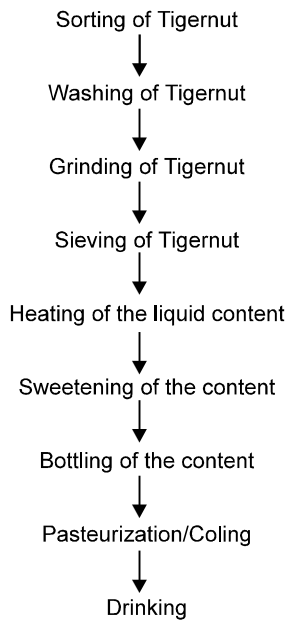 Sorting of Tigernut
Washing of Tigernut
Grinding of Tigernut
Sieving of Tigernut
Heating of the liquid content
Sweetening of the content
Bottling of the content
Pasteurization/Coling
Drinking